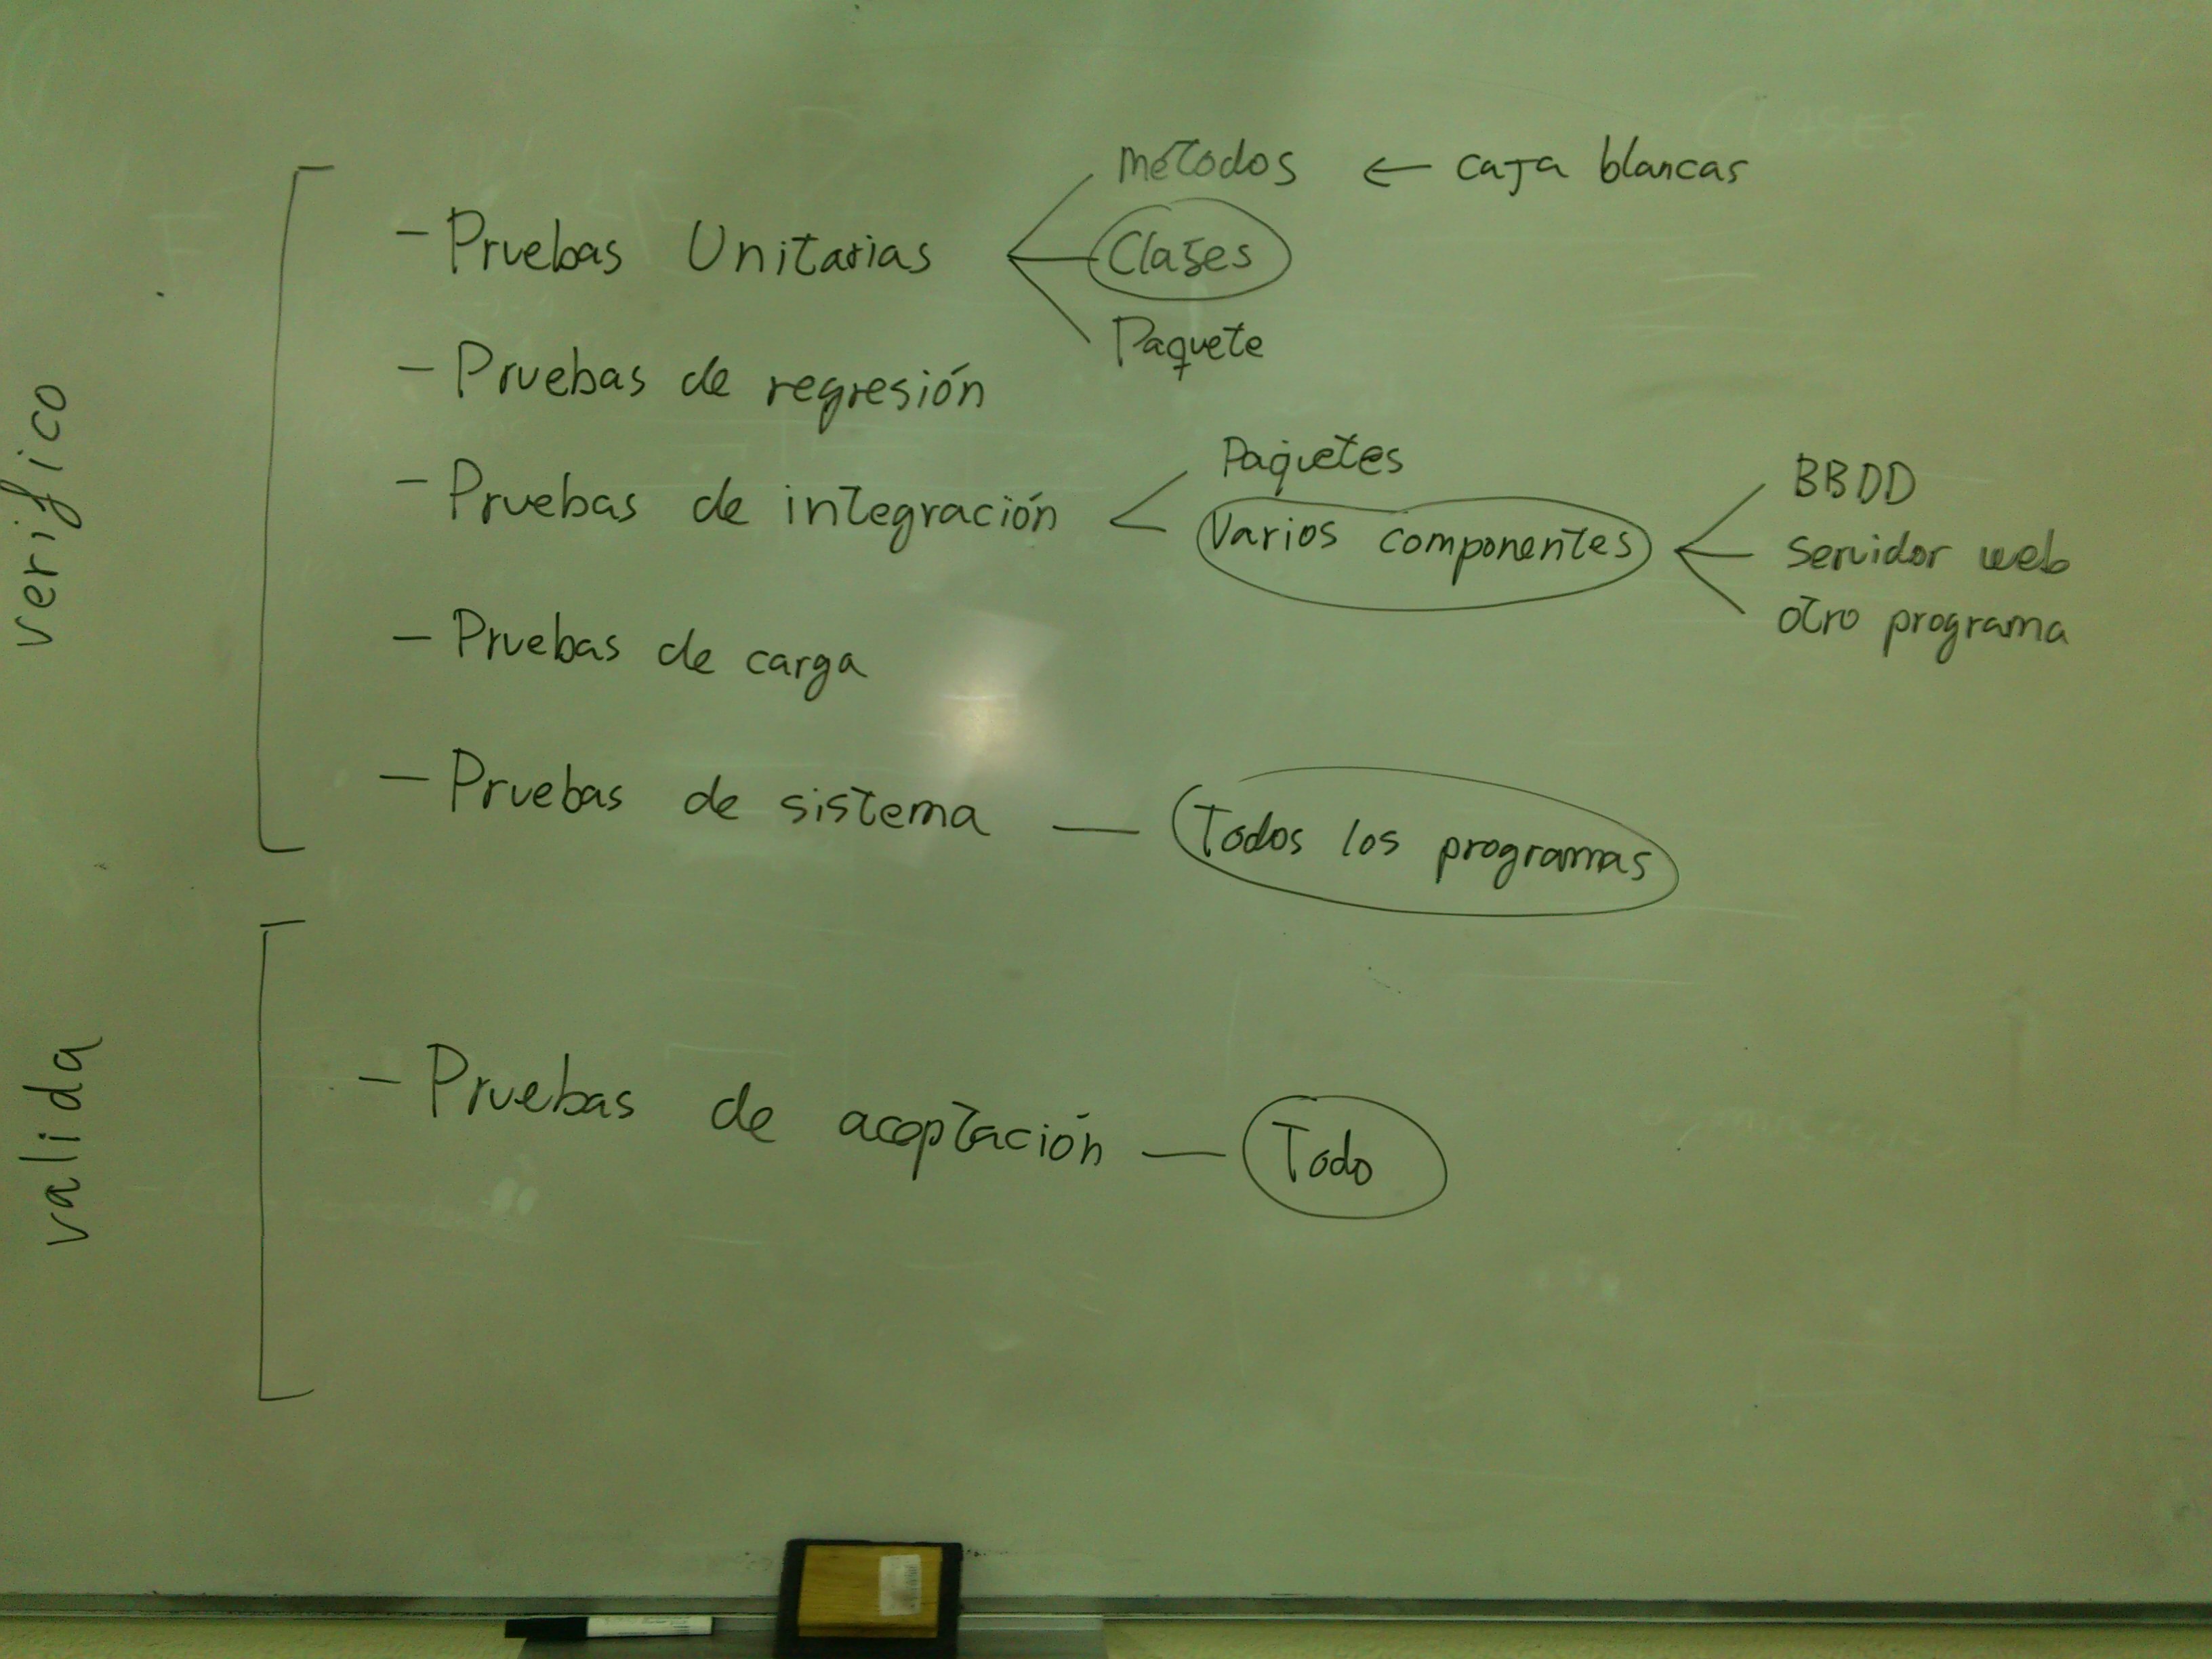 verifico
métodos ← caja blancas
- Pruebas Unitarias
Clases
Paquete
- Pruebas de regresión
Paquetes
- Pruebas de integración
Varios componentes
BBDD
Servidor web
otro programa
- Pruebas de carga
- Pruebas de sistema — Todos los programas
valida
- Pruebas de aceptación — Todo
CLASES